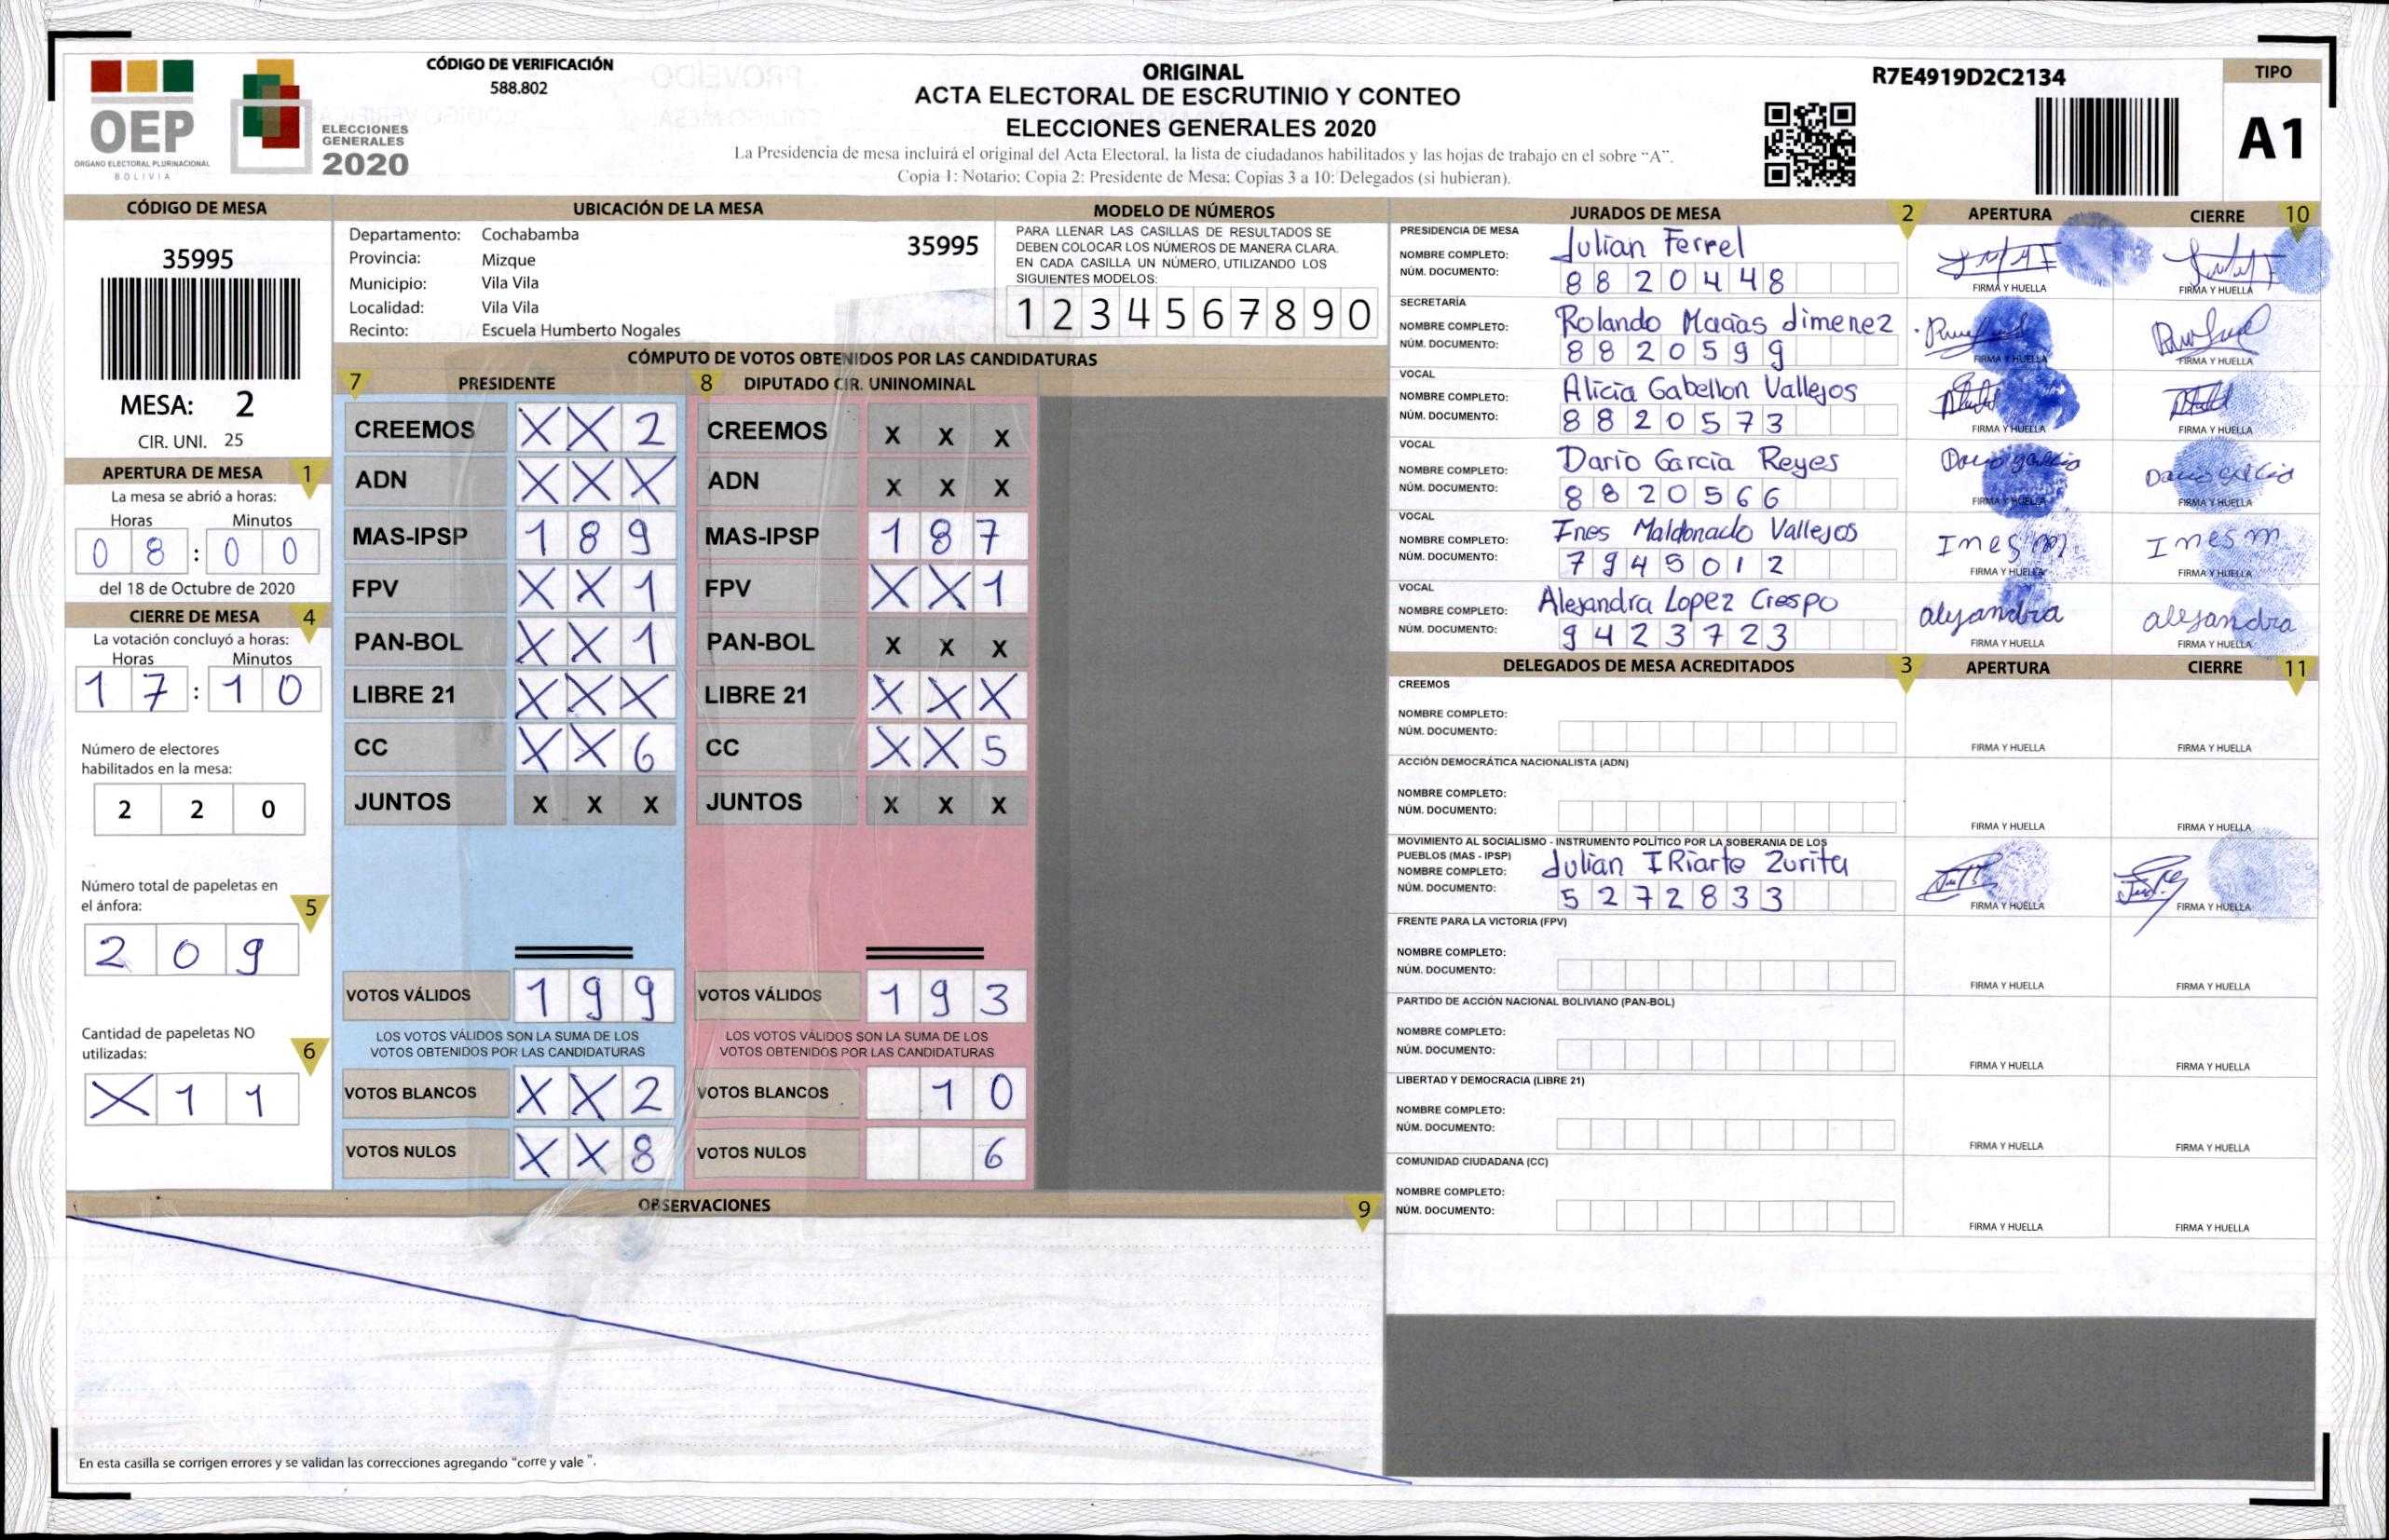 CÓDIGO DE VERIFICACIÓN
588.802
OEP
ÓRGANO ELECTORAL PLURINACIONAL
BOLIVIA
ELECCIONES
GENERALES
2020
ORIGINAL
ACTA ELECTORAL DE ESCRUTINIO Y CONTEO
ELECCIONES GENERALES 2020
La Presidencia de mesa incluirá el original del Acta Electoral, la lista de ciudadanos habilitados y las hojas de trabajo en el sobre “A”.
Copia 1: Notario; Copia 2: Presidente de Mesa; Copias 3 a 10: Delegados (si hubieran).
R7E4919D2C2134
TIPO
A1
CÓDIGO DE MESA
35995
MESA: 2
CIR. UNI. 25
APERTURA DE MESA 1
La mesa se abrió a horas:
Horas Minutos
0 8 : 0 0
del 18 de Octubre de 2020
CIERRE DE MESA 4
La votación concluyó a horas:
Horas Minutos
1 7 : 1 0
Número de electores
habilitados en la mesa:
2 2 0
Número total de papeletas en
el ánfora: 5
2 0 9
Cantidad de papeletas NO
utilizadas: 6
X 1 1
UBICACIÓN DE LA MESA
Departamento: Cochabamba 35995
Provincia: Mizque
Municipio: Vila Vila
Localidad: Vila Vila
Recinto: Escuela Humberto Nogales
MODELO DE NÚMEROS
PARA LLENAR LAS CASILLAS DE RESULTADOS SE
DEBEN COLOCAR LOS NÚMEROS DE MANERA CLARA.
EN CADA CASILLA UN NÚMERO, UTILIZANDO LOS
SIGUIENTES MODELOS:
1 2 3 4 5 6 7 8 9 0
CÓMPUTO DE VOTOS OBTENIDOS POR LAS CANDIDATURAS
7 PRESIDENTE 8 DIPUTADO CIR. UNINOMINAL
CREEMOS X X 2 CREEMOS X X X
ADN X X X ADN X X X
MAS-IPSP 1 8 9 MAS-IPSP 1 8 7
FPV X X 1 FPV X X 1
PAN-BOL X X 1 PAN-BOL X X X
LIBRE 21 X X X LIBRE 21 X X X
CC X X 6 CC X X 5
JUNTOS X X X JUNTOS X X X
VOTOS VÁLIDOS 1 9 9 VOTOS VÁLIDOS 1 9 3
LOS VOTOS VÁLIDOS SON LA SUMA DE LOS LOS VOTOS VÁLIDOS SON LA SUMA DE LOS
VOTOS OBTENIDOS POR LAS CANDIDATURAS VOTOS OBTENIDOS POR LAS CANDIDATURAS
VOTOS BLANCOS X X 2 VOTOS BLANCOS 1 0
VOTOS NULOS X X 8 VOTOS NULOS 6
OBSERVACIONES 9
En esta casilla se corrigen errores y se validan las correcciones agregando “corre y vale ”.
JURADOS DE MESA 2 APERTURA CIERRE 10
PRESIDENCIA DE MESA
NOMBRE COMPLETO: Julian Ferrel
NÚM. DOCUMENTO: 8 8 2 0 4 4 8
FIRMA Y HUELLA FIRMA Y HUELLA
SECRETARÍA
NOMBRE COMPLETO: Rolando Macias Jimenez
NÚM. DOCUMENTO: 8 8 2 0 5 9 9
FIRMA Y HUELLA FIRMA Y HUELLA
VOCAL
NOMBRE COMPLETO: Alicia Gabellon Vallejos
NÚM. DOCUMENTO: 8 8 2 0 5 7 3
FIRMA Y HUELLA FIRMA Y HUELLA
VOCAL
NOMBRE COMPLETO: Dario Garcia Reyes
NÚM. DOCUMENTO: 8 8 2 0 5 6 6
Dario garcia Dario garcia
FIRMA Y HUELLA FIRMA Y HUELLA
VOCAL
NOMBRE COMPLETO: Ines Maldonado Vallejos
NÚM. DOCUMENTO: 7 9 4 5 0 1 2
Ines m Ines m
FIRMA Y HUELLA FIRMA Y HUELLA
VOCAL
NOMBRE COMPLETO: Alejandra Lopez Crespo
NÚM. DOCUMENTO: 9 4 2 3 7 2 3
alejandra alejandra
FIRMA Y HUELLA FIRMA Y HUELLA
DELEGADOS DE MESA ACREDITADOS 3 APERTURA CIERRE 11
CREEMOS
NOMBRE COMPLETO:
NÚM. DOCUMENTO:
FIRMA Y HUELLA FIRMA Y HUELLA
ACCIÓN DEMOCRÁTICA NACIONALISTA (ADN)
NOMBRE COMPLETO:
NÚM. DOCUMENTO:
FIRMA Y HUELLA FIRMA Y HUELLA
MOVIMIENTO AL SOCIALISMO - INSTRUMENTO POLÍTICO POR LA SOBERANIA DE LOS
PUEBLOS (MAS - IPSP)
NOMBRE COMPLETO: Julian IRiarte Zurita
NÚM. DOCUMENTO: 5 2 7 2 8 3 3
FIRMA Y HUELLA FIRMA Y HUELLA
FRENTE PARA LA VICTORIA (FPV)
NOMBRE COMPLETO:
NÚM. DOCUMENTO:
FIRMA Y HUELLA FIRMA Y HUELLA
PARTIDO DE ACCIÓN NACIONAL BOLIVIANO (PAN-BOL)
NOMBRE COMPLETO:
NÚM. DOCUMENTO:
FIRMA Y HUELLA FIRMA Y HUELLA
LIBERTAD Y DEMOCRACIA (LIBRE 21)
NOMBRE COMPLETO:
NÚM. DOCUMENTO:
FIRMA Y HUELLA FIRMA Y HUELLA
COMUNIDAD CIUDADANA (CC)
NOMBRE COMPLETO:
NÚM. DOCUMENTO:
FIRMA Y HUELLA FIRMA Y HUELLA